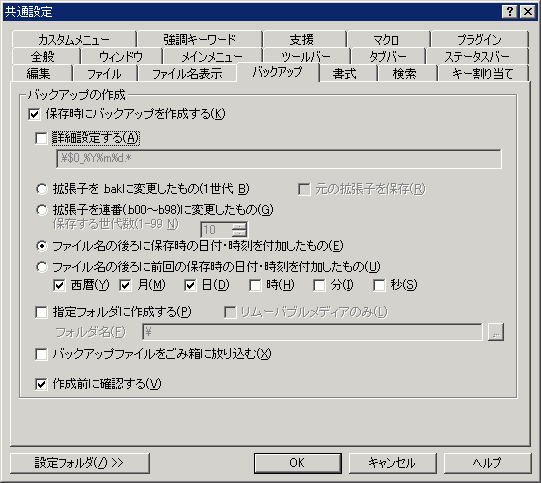 共通設定
カスタムメニュー 強調キーワード 支援 マクロ プラグイン
全般 ウィンドウ メインメニュー ツールバー タブバー ステータスバー
編集 ファイル ファイル名表示 バックアップ 書式 検索 キー割り当て
バックアップの作成
保存時にバックアップを作成する(K)
詳細設定する(A)
.¥$0_%Y%m%d.*
拡張子を .bakに変更したもの(1世代 B) 元の拡張子を保存(R)
拡張子を連番(.b00～b98)に変更したもの(G)
保存する世代数(1-99 N) 10
ファイル名の後ろに保存時の日付・時刻を付加したもの(E)
ファイル名の後ろに前回の保存時の日付・時刻を付加したもの(U)
西暦(Y) 月(M) 日(D) 時(H) 分(I) 秒(S)
指定フォルダに作成する(P) リムーバブルメディアのみ(L)
フォルダ名(F) ¥ ...
バックアップファイルをごみ箱に放り込む(X)
作成前に確認する(V)
設定フォルダ(/) >> OK キャンセル ヘルプ